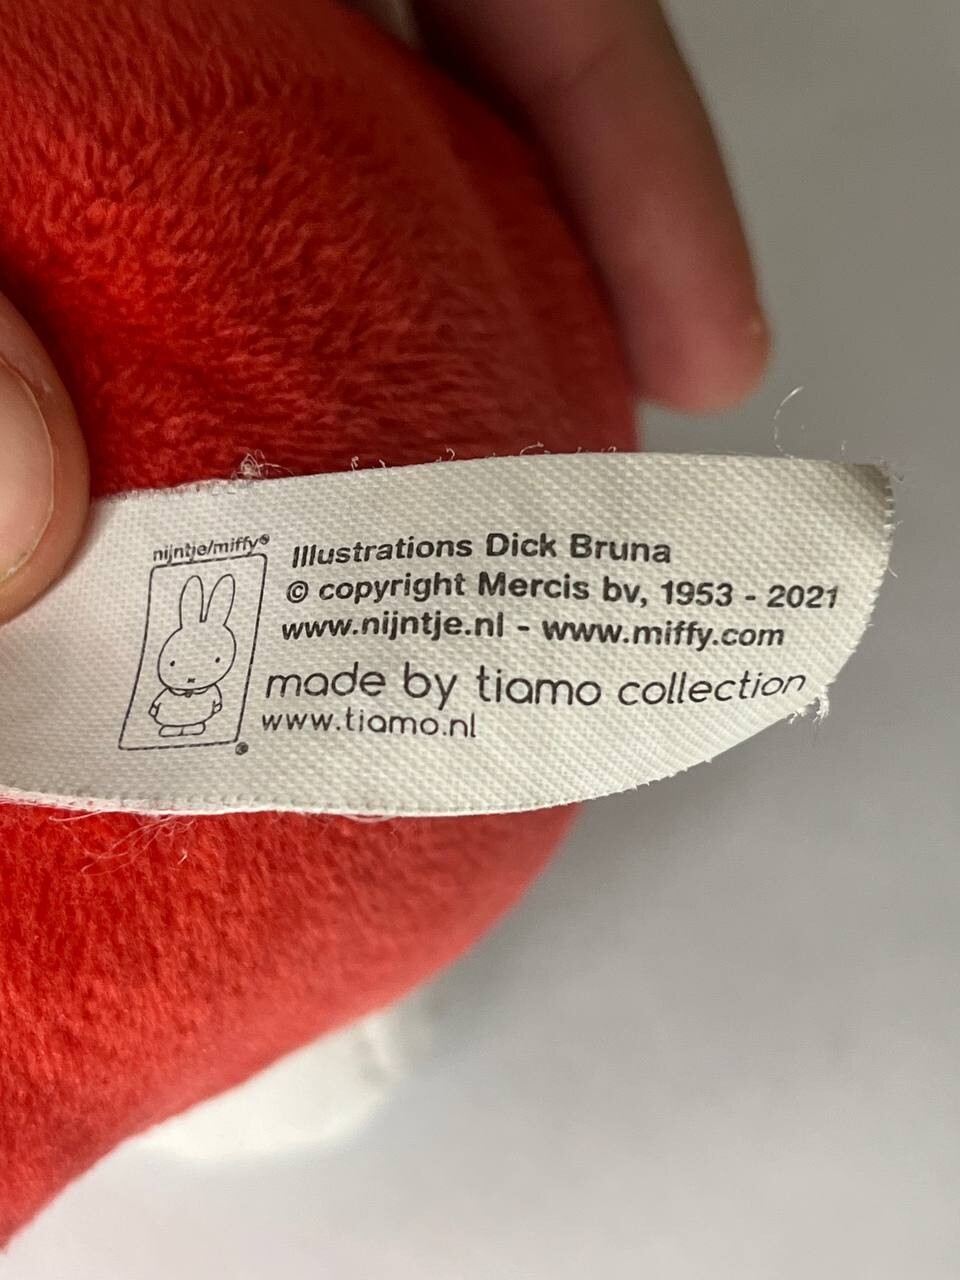 nijntje/miffy®
Illustrations Dick Bruna
© copyright Mercis bv, 1953 - 2021
www.nijntje.nl - www.miffy.com
made by tiamo collection
www.tiamo.nl
®